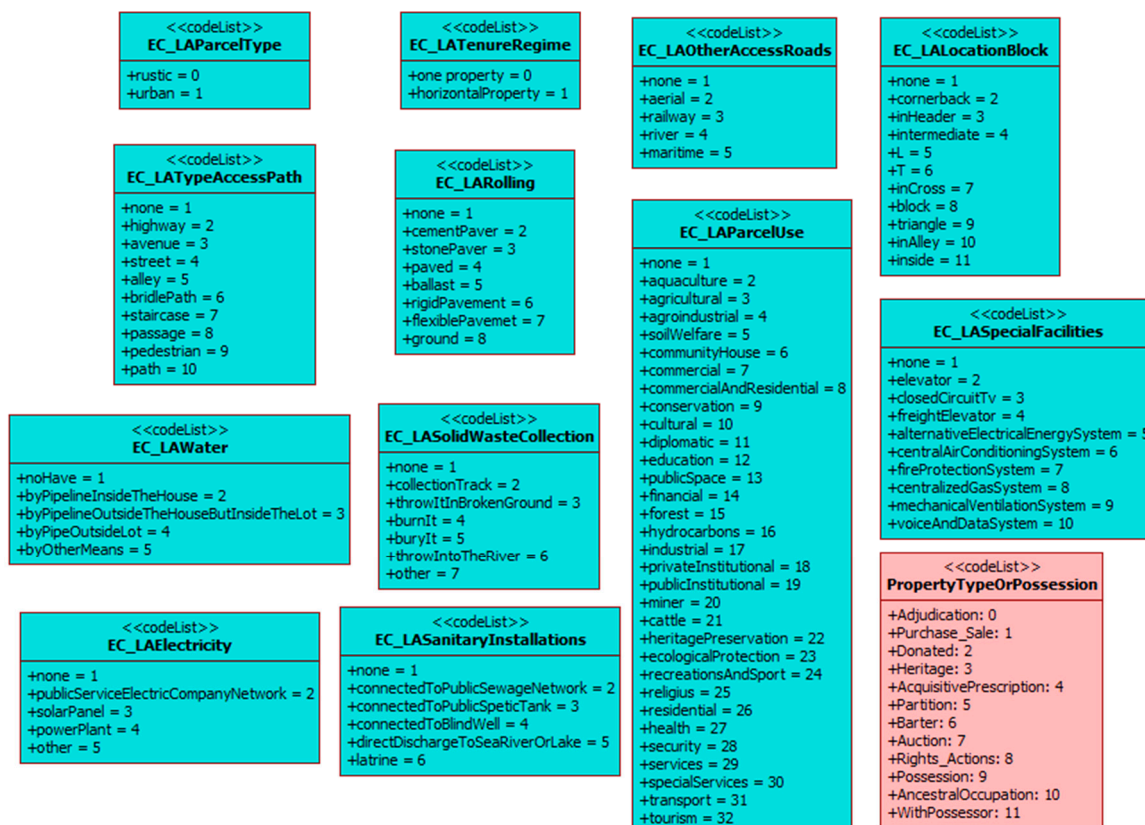 <<codeList>>
EC_LAParcelType
+rustic = 0
+urban = 1
<<codeList>>
EC_LATenureRegime
+one property = 0
+horizontalProperty = 1
<<codeList>>
EC_LAOtherAccessRoads
+none = 1
+aerial = 2
+railway = 3
+river = 4
+maritime = 5
<<codeList>>
EC_LALocationBlock
+none = 1
+cornerback = 2
+inHeader = 3
+intermediate = 4
+L = 5
+T = 6
+inCross = 7
+block = 8
+triangle = 9
+inAlley = 10
+inside = 11
<<codeList>>
EC_LATypeAccessPath
+none = 1
+highway = 2
+avenue = 3
+street = 4
+alley = 5
+bridlePath = 6
+staircase = 7
+passage = 8
+pedestrian = 9
+path = 10
<<codeList>>
EC_LARolling
+none = 1
+cementPaver = 2
+stonePaver = 3
+paved = 4
+ballast = 5
+rigidPavement = 6
+flexiblePavemet = 7
+ground = 8
<<codeList>>
EC_LAParcelUse
+none = 1
+aquaculture = 2
+agricultural = 3
+agroindustrial = 4
+soilWelfare = 5
+communityHouse = 6
+commercial = 7
+commercialAndResidential = 8
+conservation = 9
+cultural = 10
+diplomatic = 11
+education = 12
+publicSpace = 13
+financial = 14
+forest = 15
+hydrocarbons = 16
+industrial = 17
+privateInstitutional = 18
+publicInstitutional = 19
+miner = 20
+cattle = 21
+heritagePreservation = 22
+ecologicalProtection = 23
+recreationsAndSport = 24
+religius = 25
+residential = 26
+health = 27
+security = 28
+services = 29
+specialServices = 30
+transport = 31
+tourism = 32
<<codeList>>
EC_LASpecialFacilities
+none = 1
+elevator = 2
+closedCircuitTv = 3
+freightElevator = 4
+alternativeElectricalEnergySystem = 5
+centralAirConditioningSystem = 6
+fireProtectionSystem = 7
+centralizedGasSystem = 8
+mechanicalVentilationSystem = 9
+voiceAndDataSystem = 10
<<codeList>>
EC_LAWater
+noHave = 1
+byPipelineInsideTheHouse = 2
+byPipelineOutsideTheHouseButInsideTheLot = 3
+byPipeOutsideLot = 4
+byOtherMeans = 5
<<codeList>>
EC_LASolidWasteCollection
+none = 1
+collectionTrack = 2
+throwItInBrokenGround = 3
+burnIt = 4
+buryIt = 5
+throwIntoTheRiver = 6
+other = 7
<<codeList>>
PropertyTypeOrPossession
+Adjudication: 0
+Purchase_Sale: 1
+Donated: 2
+Heritage: 3
+AcquisitivePrescription: 4
+Partition: 5
+Barter: 6
+Auction: 7
+Rights_Actions: 8
+Possession: 9
+AncestralOccupation: 10
+WithPossessor: 11
<<codeList>>
EC_LAElectricity
+none = 1
+publicServiceElectricCompanyNetwork = 2
+solarPanel = 3
+powerPlant = 4
+other = 5
<<codeList>>
EC_LASanitaryInstallations
+none = 1
+connectedToPublicSewageNetwork = 2
+connectedToPublicSpeticTank = 3
+connectedToBlindWell = 4
+directDischargeToSeaRiverOrLake = 5
+latrine = 6